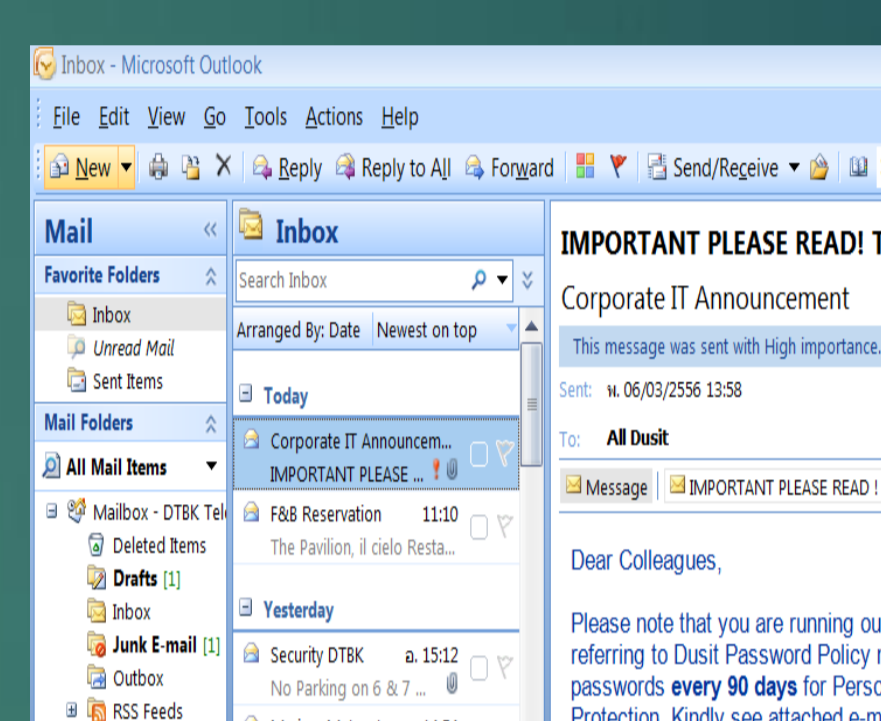 Inbox - Microsoft Outlook
File Edit View Go Tools Actions Help
New Reply Reply to All Forward Send/Receive
Mail
Favorite Folders
Inbox
Unread Mail
Sent Items
Mail Folders
All Mail Items
Mailbox - DTBK Tel
Deleted Items
Drafts [1]
Inbox
Junk E-mail [1]
Outbox
RSS Feeds
Inbox
Search Inbox
Arranged By: Date Newest on top
Today
Corporate IT Announcem...
IMPORTANT PLEASE ...
F&B Reservation 11:10
The Pavilion, il cielo Resta...
Yesterday
Security DTBK อ. 15:12
No Parking on 6 & 7 ...
IMPORTANT PLEASE READ!
Corporate IT Announcement
This message was sent with High importance.
Sent: พ. 06/03/2556 13:58
To: All Dusit
Message IMPORTANT PLEASE READ !
Dear Colleagues,
Please note that you are running ou
referring to Dusit Password Policy
passwords every 90 days for Perso
Protection. Kindly see attached e-m